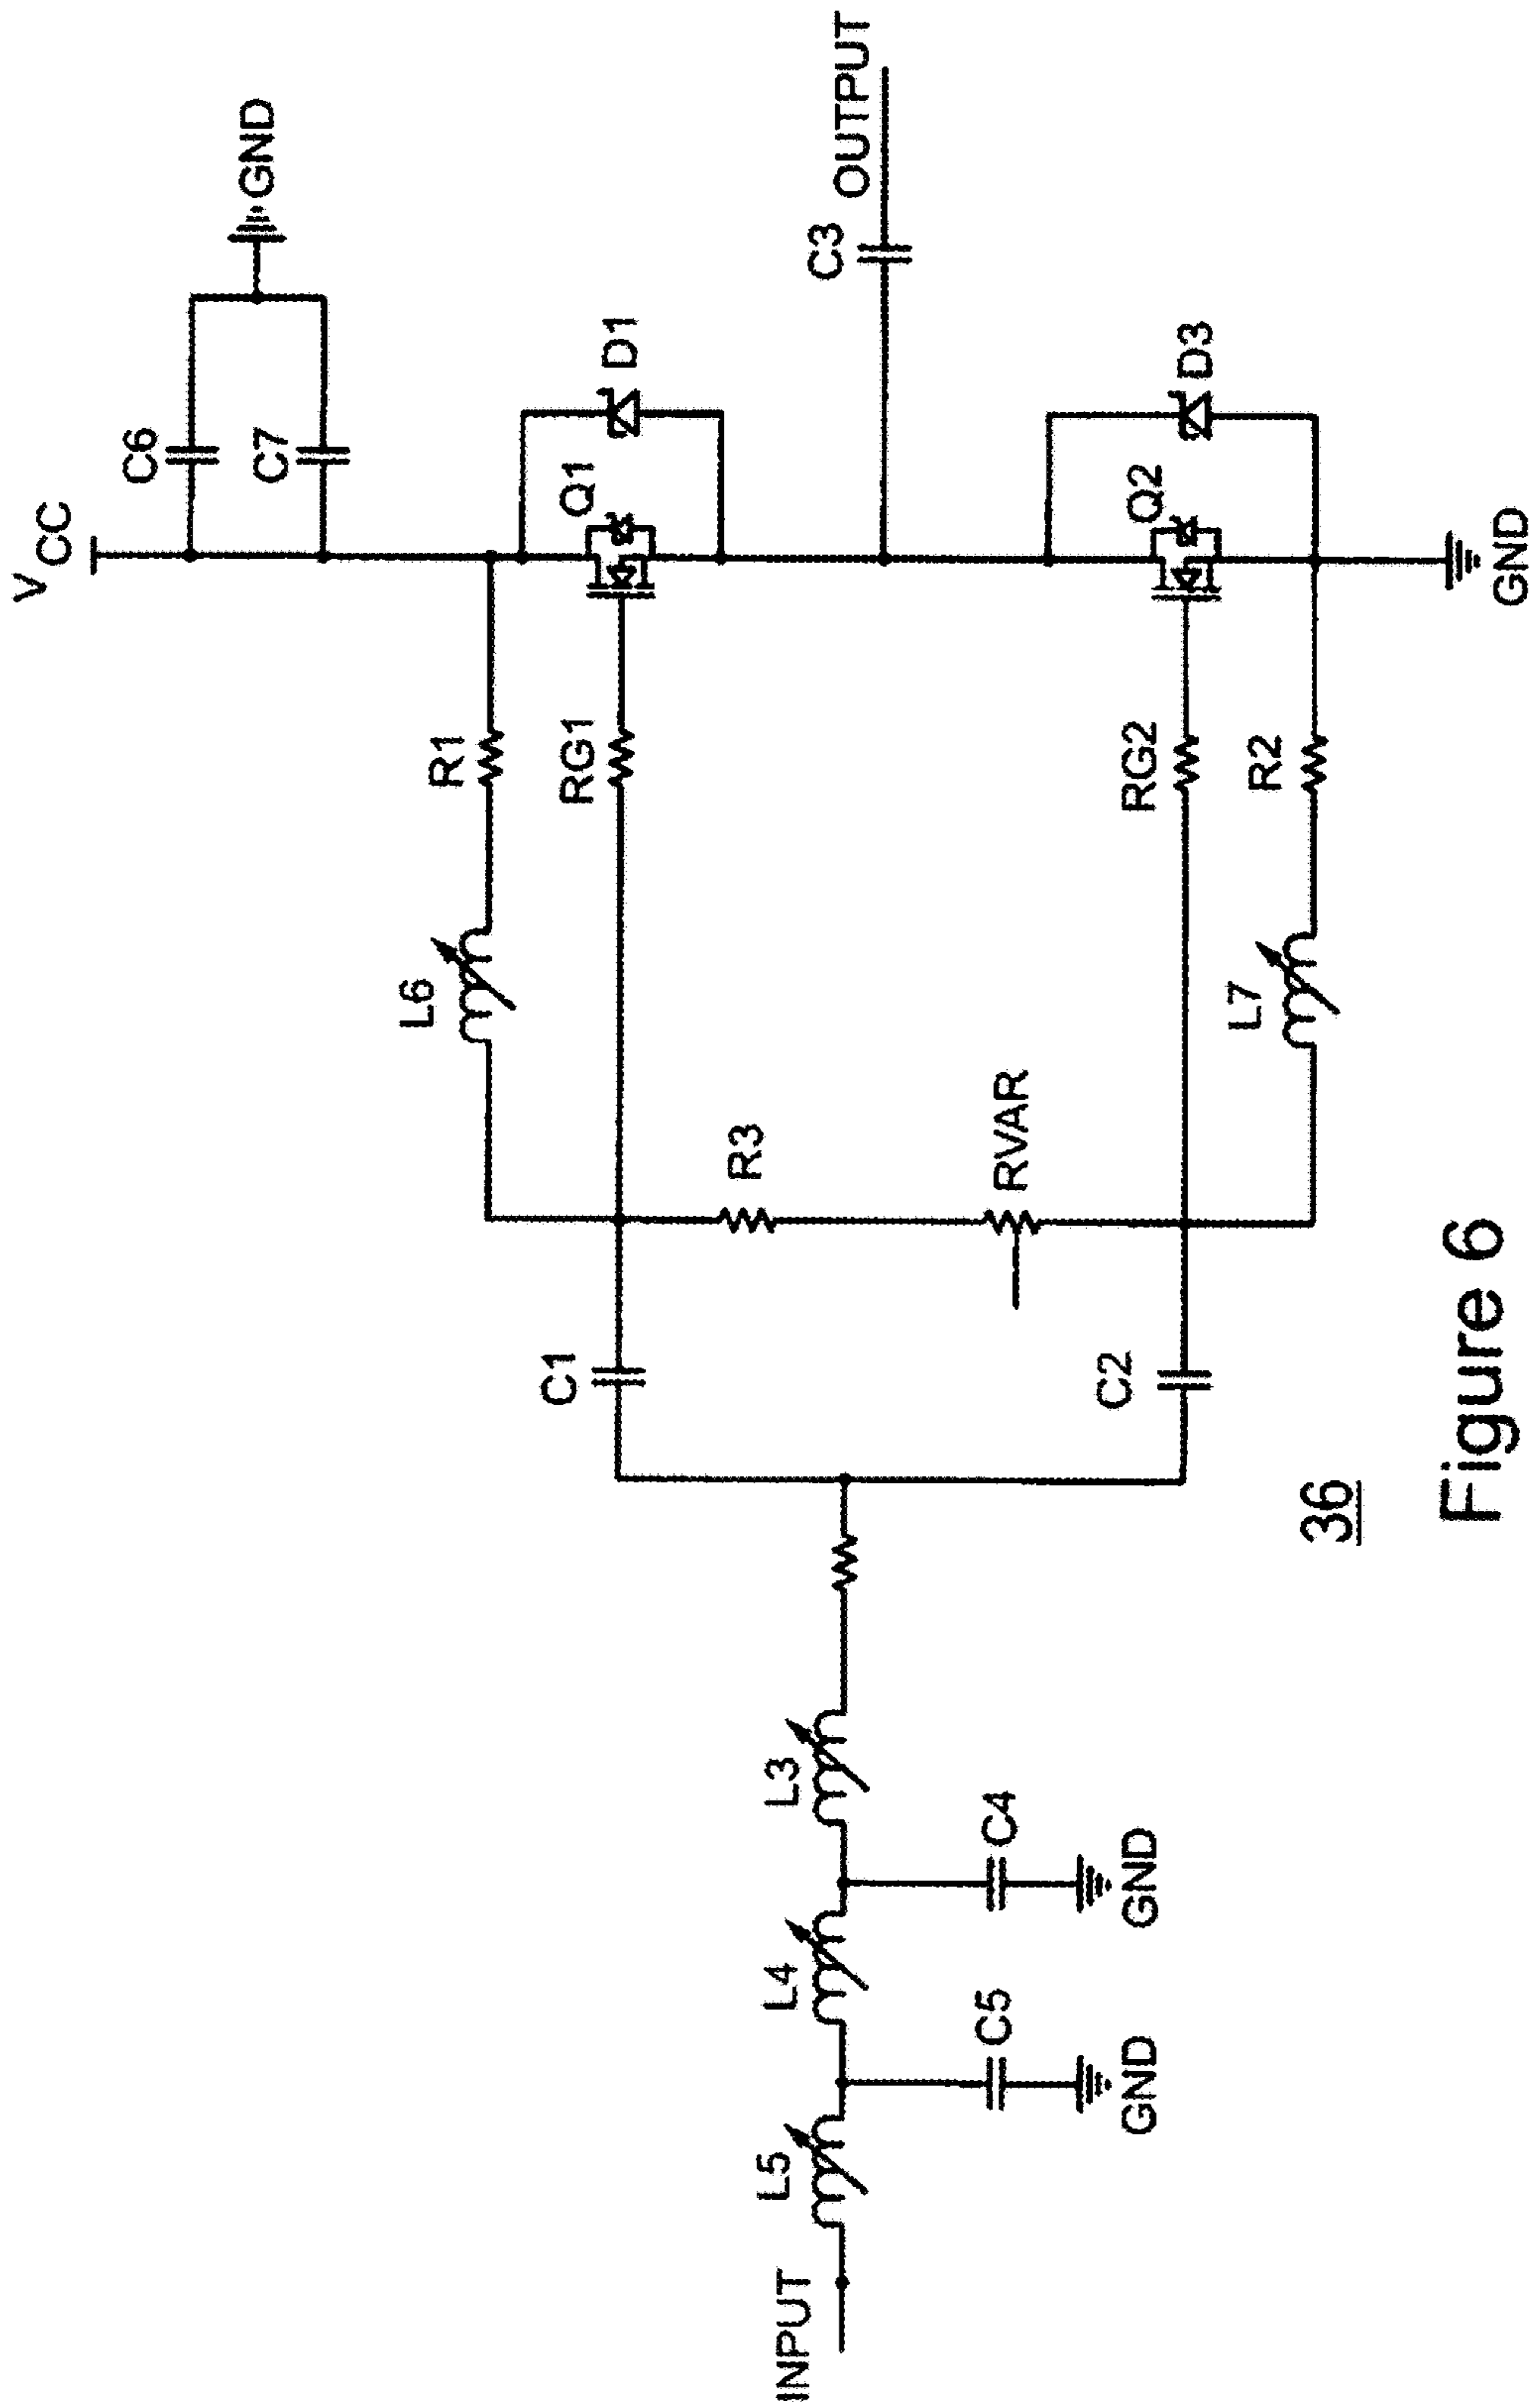 V
CC
C6
GND
C7
D1
Q1
R1
L6
RG1
C3
OUTPUT
R3
RVAR
C1
C2
RG2
Q2
D3
R2
L7
GND
INPUT
L5
L4
L3
C5
C4
GND
GND
36
Figure 6